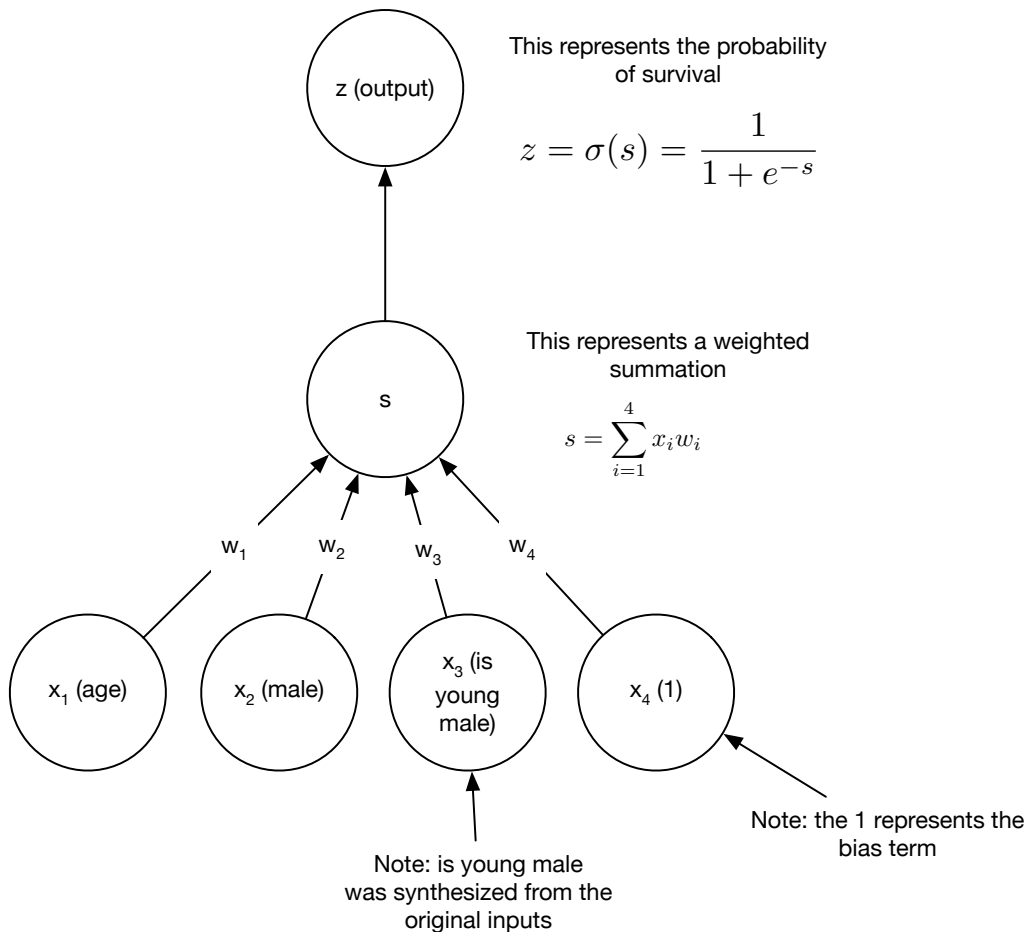 This represents the probability
of survival
z (output)
z = σ(s) = 1 / (1 + e^{-s})
This represents a weighted
summation
s
s = \sum_{i=1}^{4} x_i w_i
w₁
w₂
w₃
w₄
x₁ (age)
x₂ (male)
x₃ (is
young
male)
x₄ (1)
Note: the 1 represents the
bias term
Note: is young male
was synthesized from the
original inputs